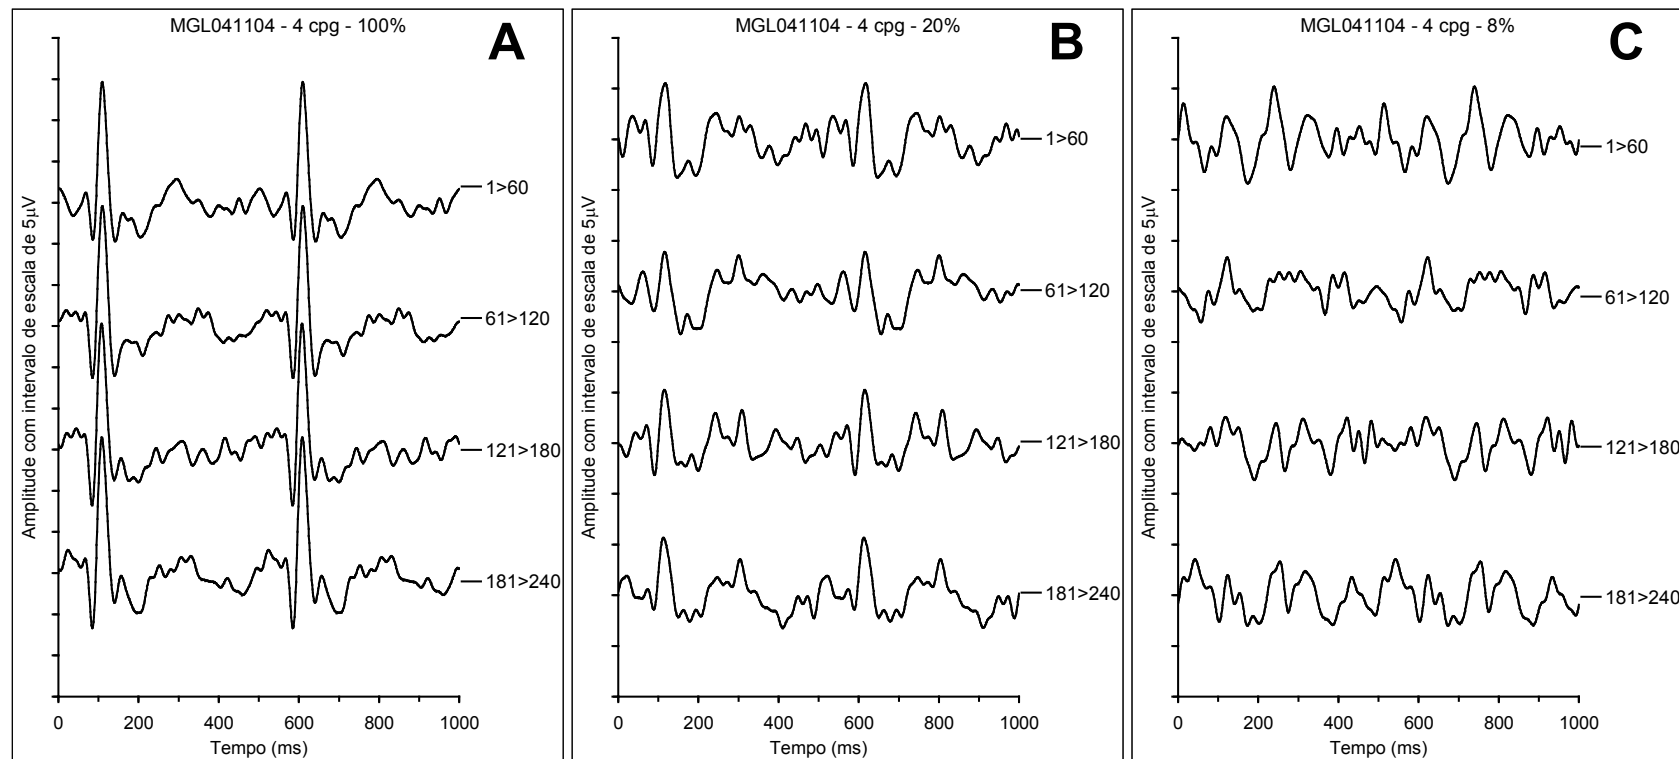 MGL041104 - 4 cpg - 100%
A
Amplitude com intervalo de escala de 5µV
1>60
61>120
121>180
181>240
0 200 400 600 800 1000
Tempo (ms)
MGL041104 - 4 cpg - 20%
B
Amplitude com intervalo de escala de 5µV
1>60
61>120
121>180
181>240
0 200 400 600 800 1000
Tempo (ms)
MGL041104 - 4 cpg - 8%
C
Amplitude com intervalo de escala de 5µV
1>60
61>120
121>180
181>240
0 200 400 600 800 1000
Tempo (ms)